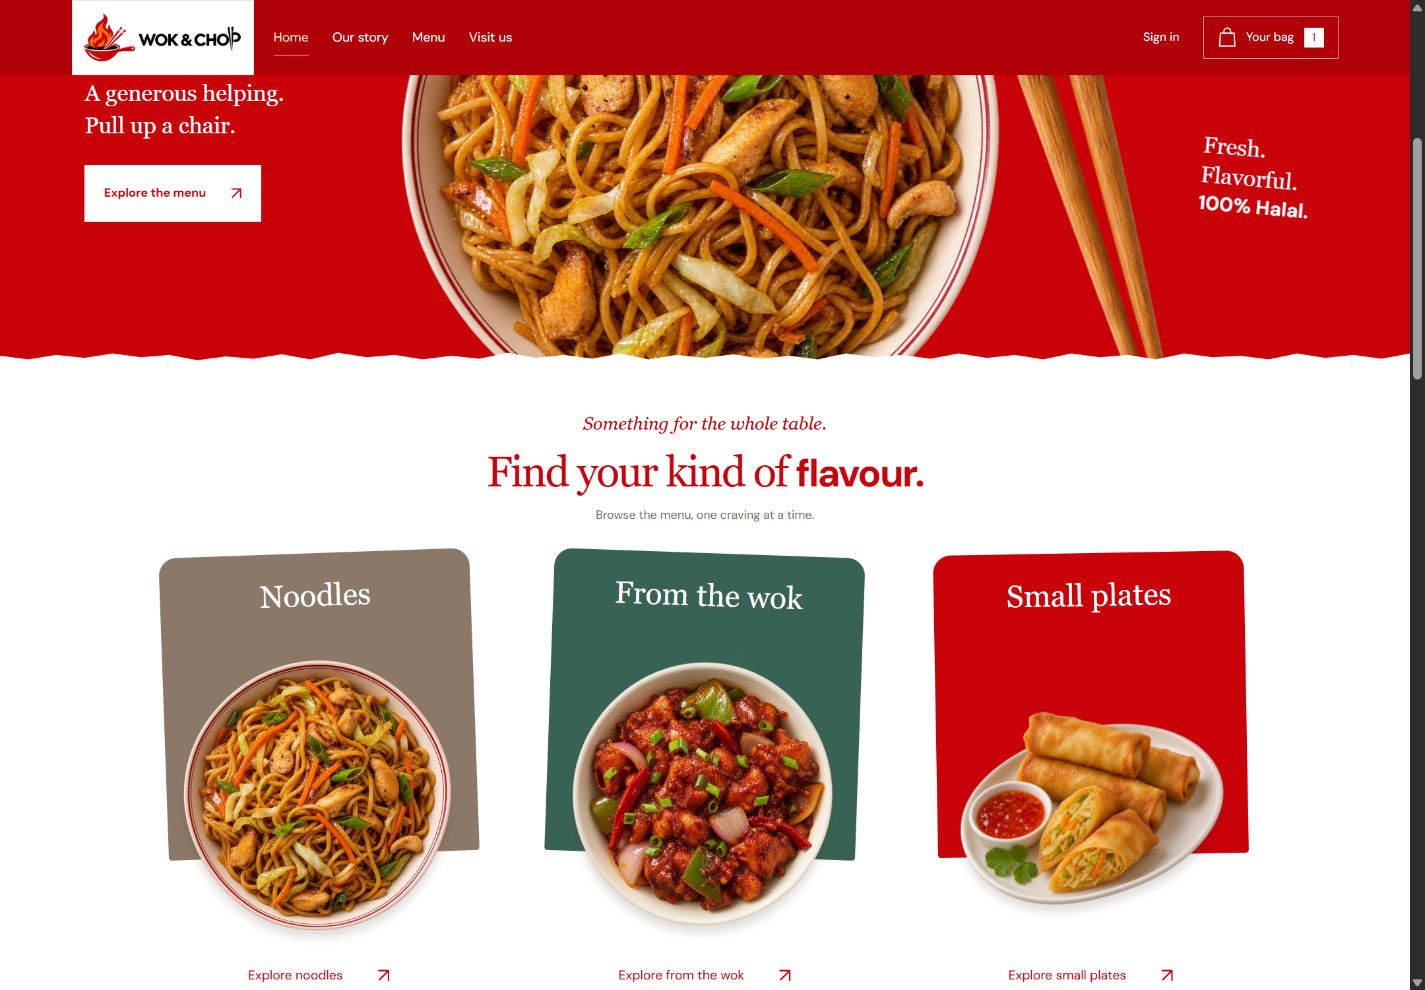 WOK & CHOP
Home
Our story
Menu
Visit us
Sign in
Your bag
1
A generous helping.
Pull up a chair.
Explore the menu
Fresh.
Flavorful.
100% Halal.
Something for the whole table.
Find your kind of flavour.
Browse the menu, one craving at a time.
Noodles
From the wok
Small plates
Explore noodles
Explore from the wok
Explore small plates